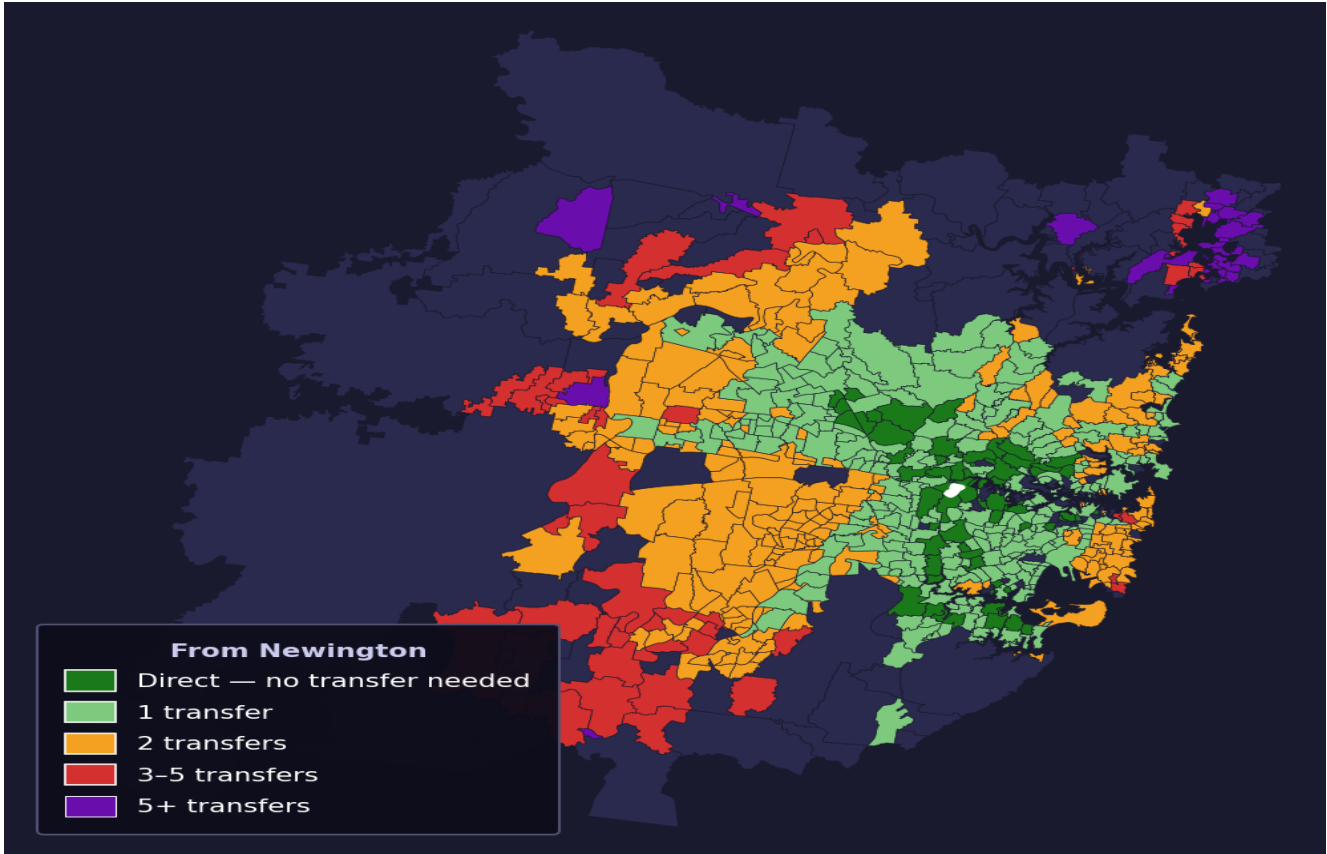 From Newington
Direct — no transfer needed
1 transfer
2 transfers
3–5 transfers
5+ transfers